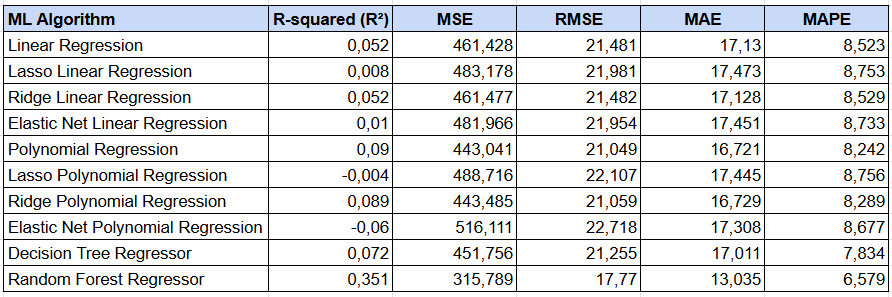 ML Algorithm R-squared (R²) MSE RMSE MAE MAPE
Linear Regression 0,052 461,428 21,481 17,13 8,523
Lasso Linear Regression 0,008 483,178 21,981 17,473 8,753
Ridge Linear Regression 0,052 461,477 21,482 17,128 8,529
Elastic Net Linear Regression 0,01 481,966 21,954 17,451 8,733
Polynomial Regression 0,09 443,041 21,049 16,721 8,242
Lasso Polynomial Regression -0,004 488,716 22,107 17,445 8,756
Ridge Polynomial Regression 0,089 443,485 21,059 16,729 8,289
Elastic Net Polynomial Regression -0,06 516,111 22,718 17,308 8,677
Decision Tree Regressor 0,072 451,756 21,255 17,011 7,834
Random Forest Regressor 0,351 315,789 17,77 13,035 6,579